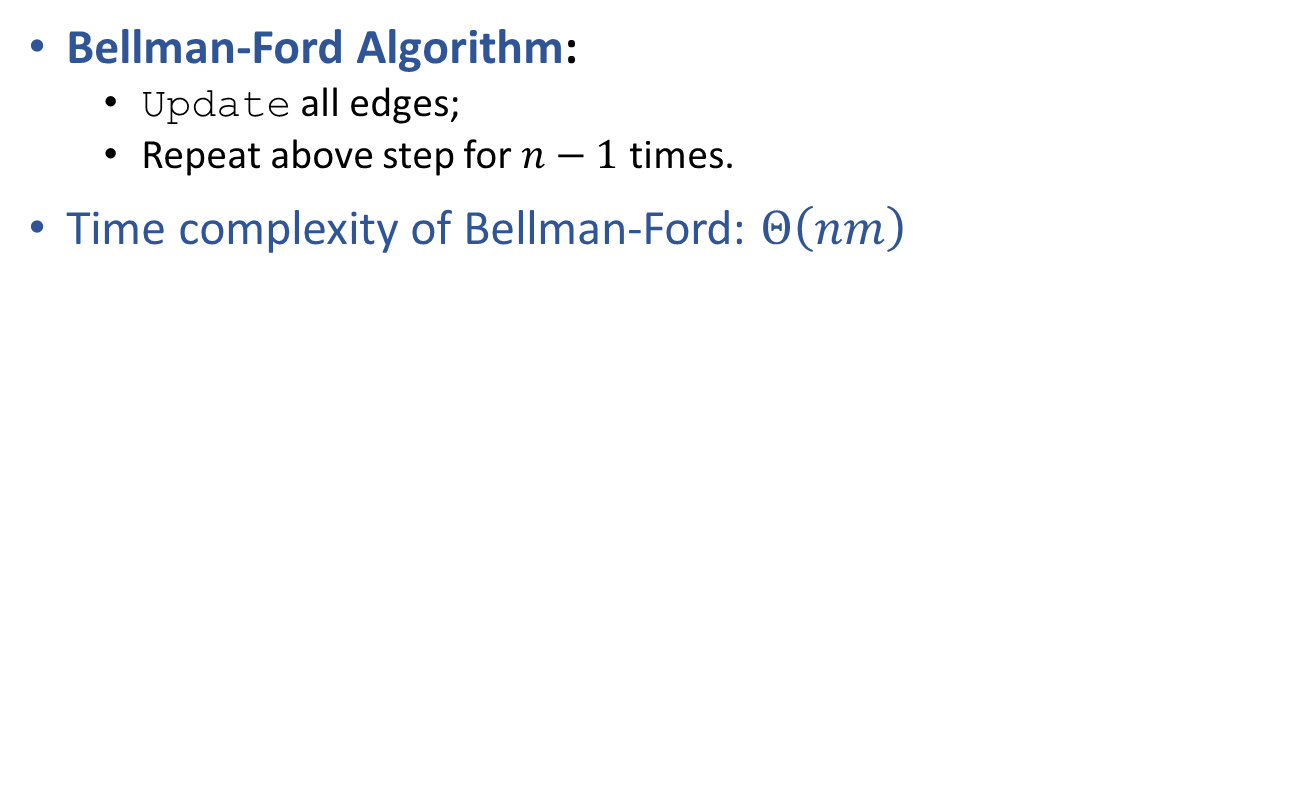 • Bellman-Ford Algorithm:
• Update all edges;
• Repeat above step for n − 1 times.
• Time complexity of Bellman-Ford: Θ(nm)